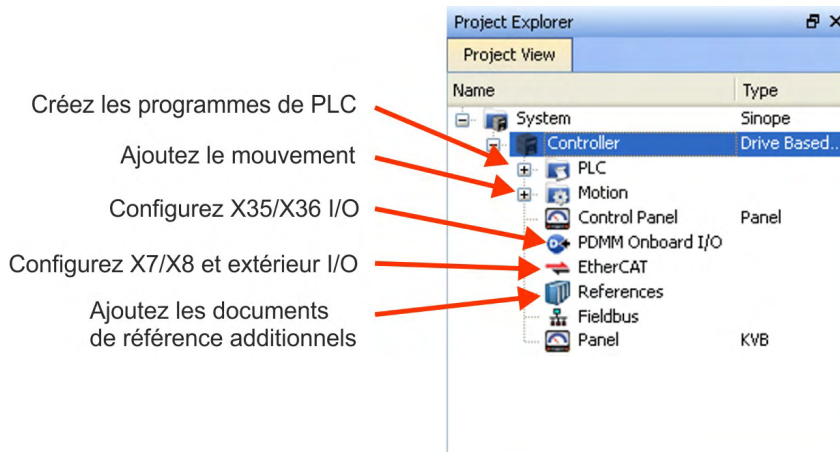 Project Explorer
Project View
Name Type
System Sinope
Controller Drive Based...
PLC
Motion
Control Panel Panel
PDMM Onboard I/O
EtherCAT
References
Fieldbus
Panel KVB
Créez les programmes de PLC
Ajoutez le mouvement
Configurez X35/X36 I/O
Configurez X7/X8 et extérieur I/O
Ajoutez les documents
de référence additionnels